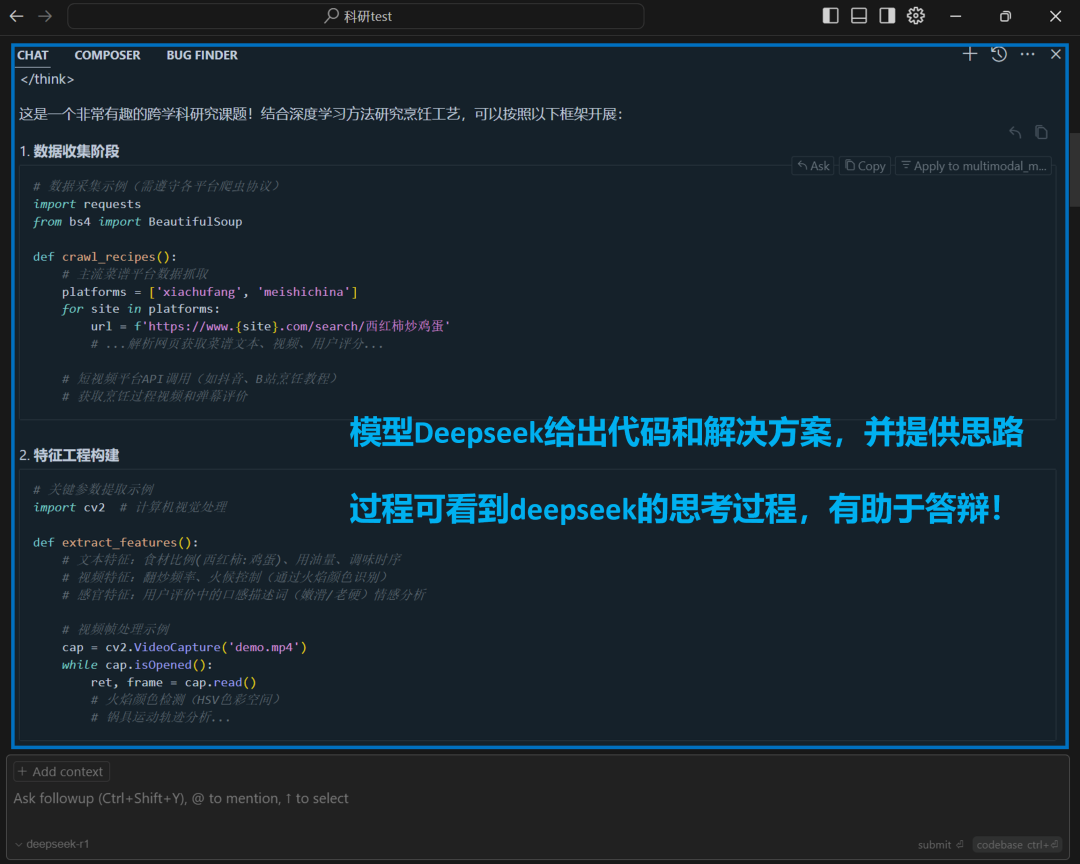 科研test
CHAT COMPOSER BUG FINDER
</think>
这是一个非常有趣的跨学科研究课题！结合深度学习方法研究烹饪工艺，可以按照以下框架开展：
1. 数据收集阶段
Ask Copy Apply to multimodal_m...
# 数据采集示例（需遵守各平台爬虫协议）
import requests
from bs4 import BeautifulSoup
def crawl_recipes():
# 主流菜谱平台数据抓取
platforms = ['xiachufang', 'meishichina']
for site in platforms:
url = f'https://www.{site}.com/search/西红柿炒鸡蛋'
# ...解析网页获取菜谱文本、视频、用户评分...
# 短视频平台API调用（如抖音、B站烹饪教程）
# 获取烹饪过程视频和弹幕评价
模型Deepseek给出代码和解决方案，并提供思路
2. 特征工程构建
# 关键参数提取示例
import cv2 # 计算机视觉处理
过程可看到deepseek的思考过程，有助于答辩！
def extract_features():
# 文本特征：食材比例(西红柿:鸡蛋)、用油量、调味时序
# 视频特征：翻炒频率、火候控制（通过火焰颜色识别）
# 感官特征：用户评价中的口感描述词（嫩滑/老硬）情感分析
# 视频帧处理示例
cap = cv2.VideoCapture('demo.mp4')
while cap.isOpened():
ret, frame = cap.read()
# 火焰颜色检测（HSV色彩空间）
# 锅具运动轨迹分析...
+ Add context
Ask followup (Ctrl+Shift+Y), @ to mention, ↑ to select
deepseek-r1 submit ⏎ codebase ctrl+⏎